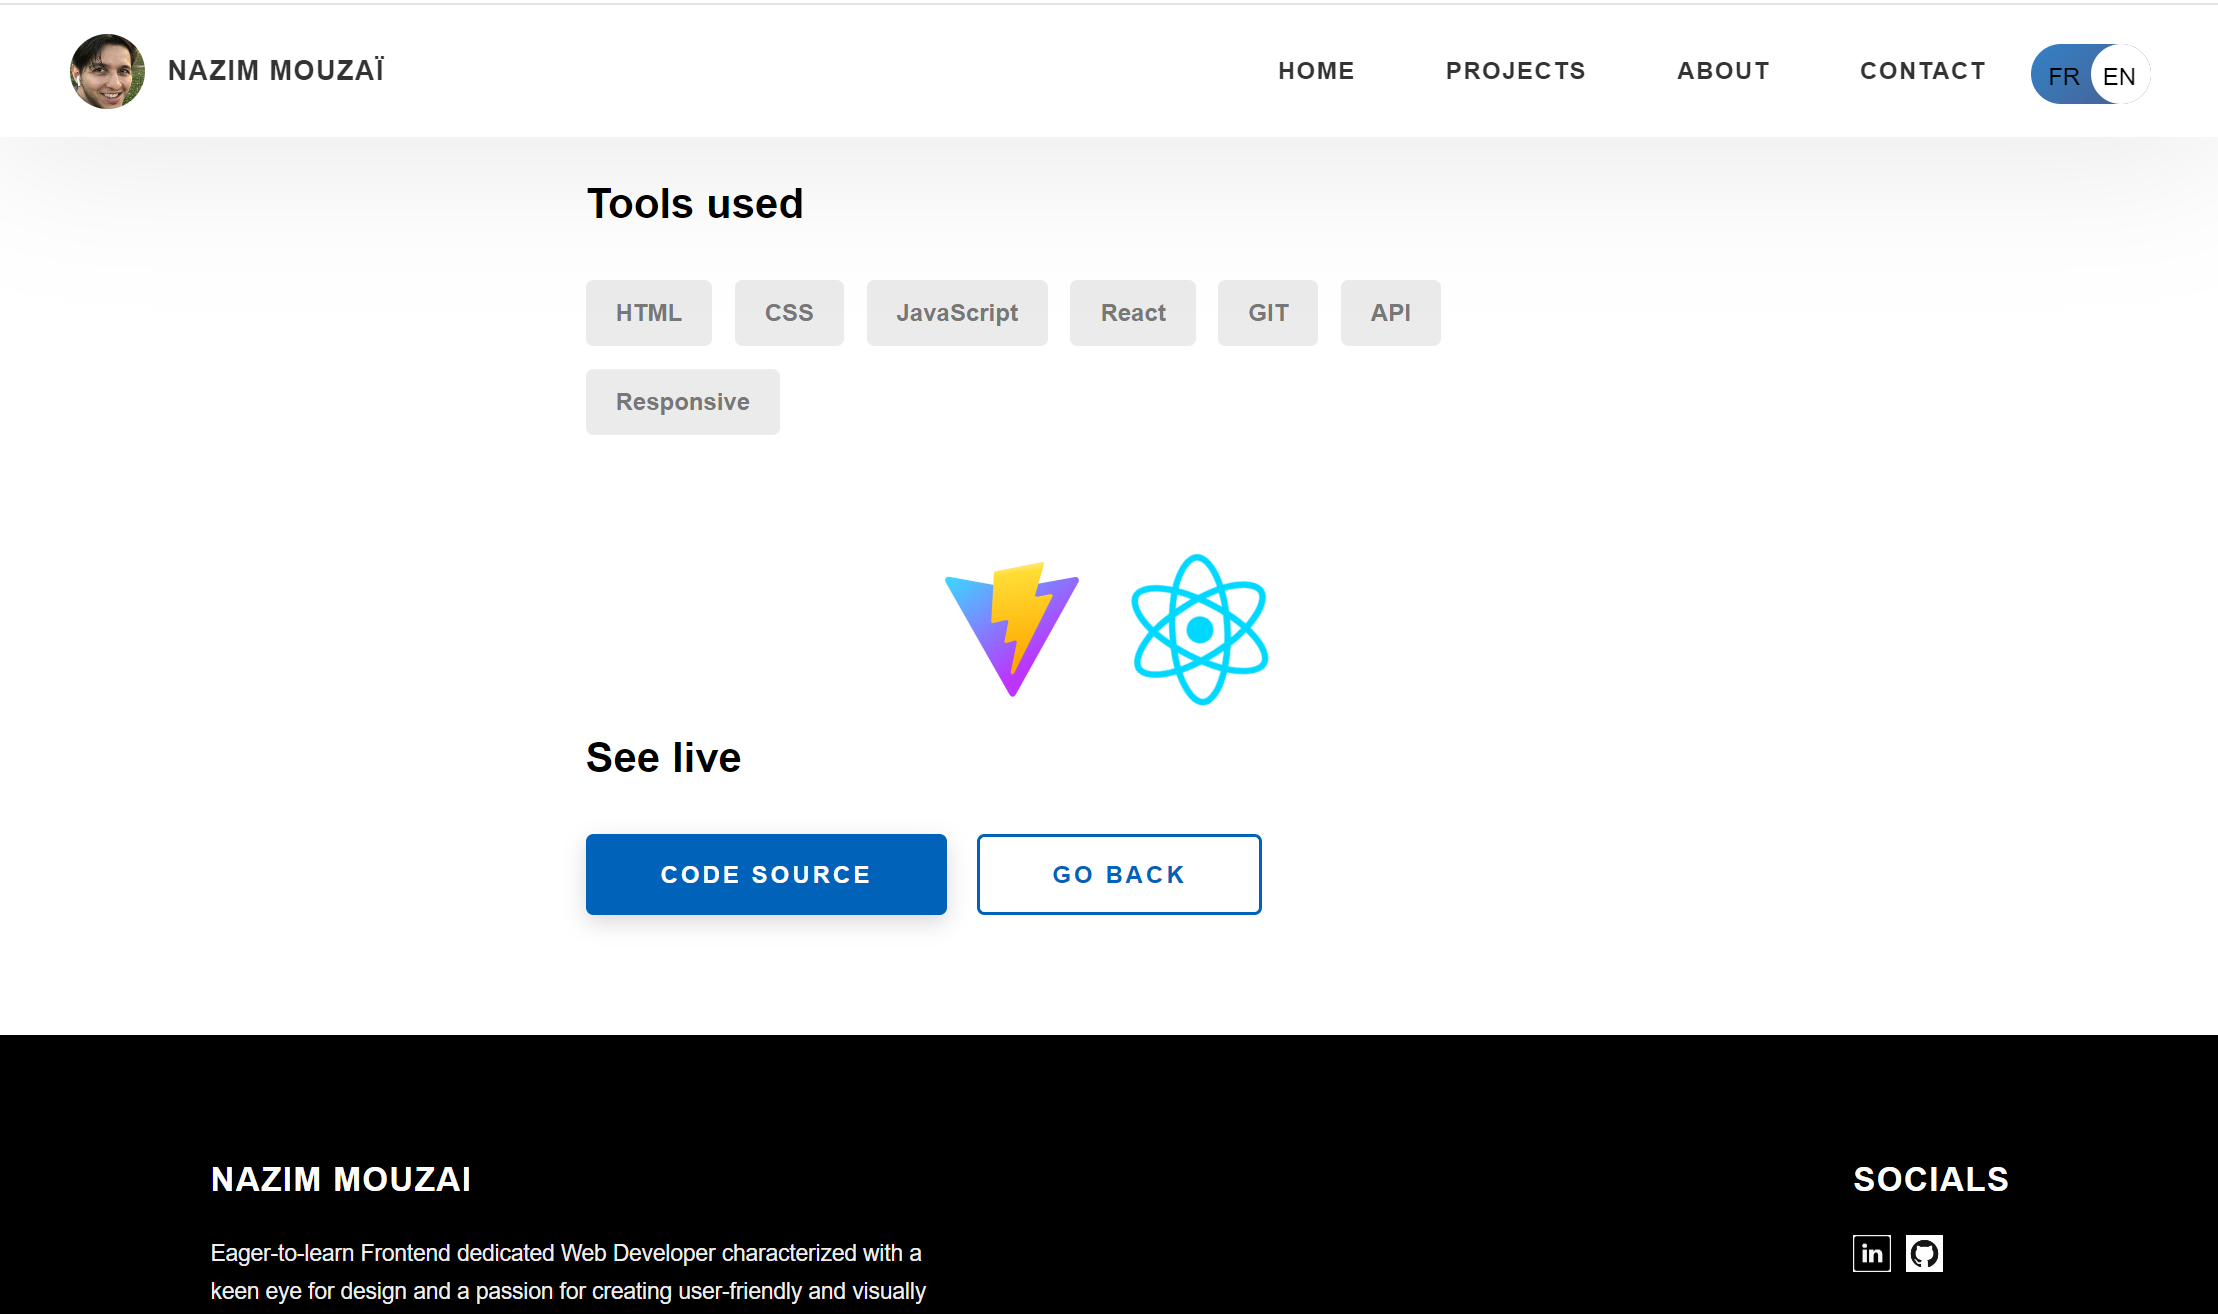 NAZIM MOUZAÏ
HOME PROJECTS ABOUT CONTACT FR EN
Tools used
HTML CSS JavaScript React GIT API
Responsive
See live
CODE SOURCE GO BACK
NAZIM MOUZAI
SOCIALS
Eager-to-learn Frontend dedicated Web Developer characterized with a
keen eye for design and a passion for creating user-friendly and visually
in